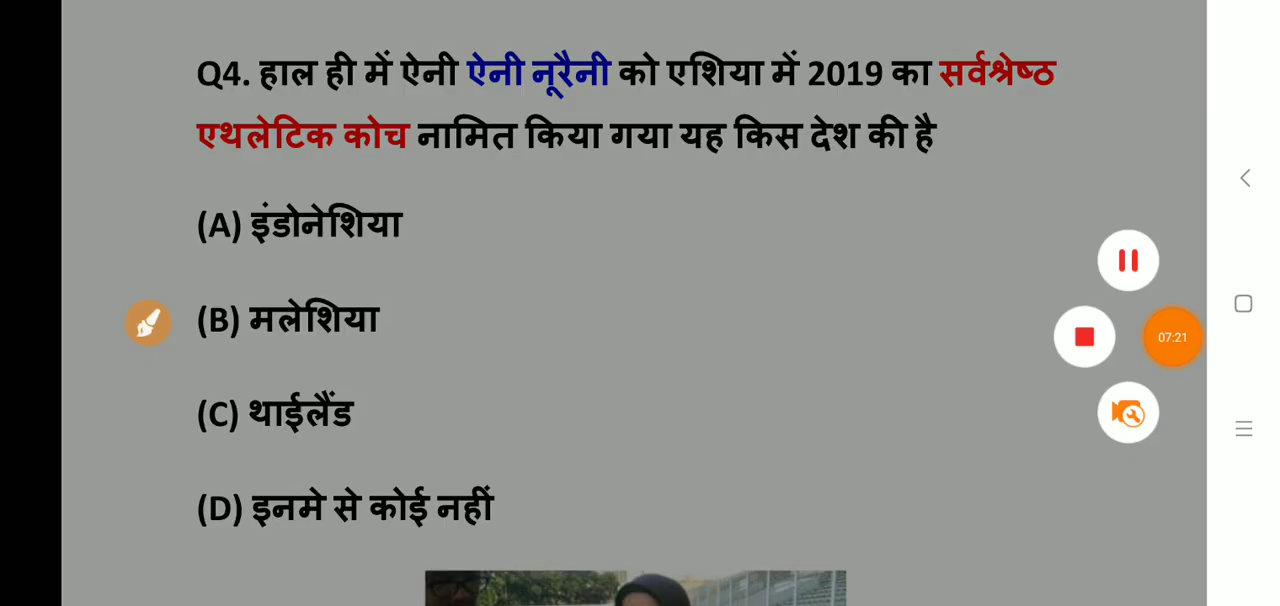 Q4. हाल ही में ऐनी ऐनी नूरैनी को एशिया में 2019 का सर्वश्रेष्ठ
एथलेटिक कोच नामित किया गया यह किस देश की है
(A) इंडोनेशिया
(B) मलेशिया
(C) थाईलैंड
(D) इनमे से कोई नहीं
07:21